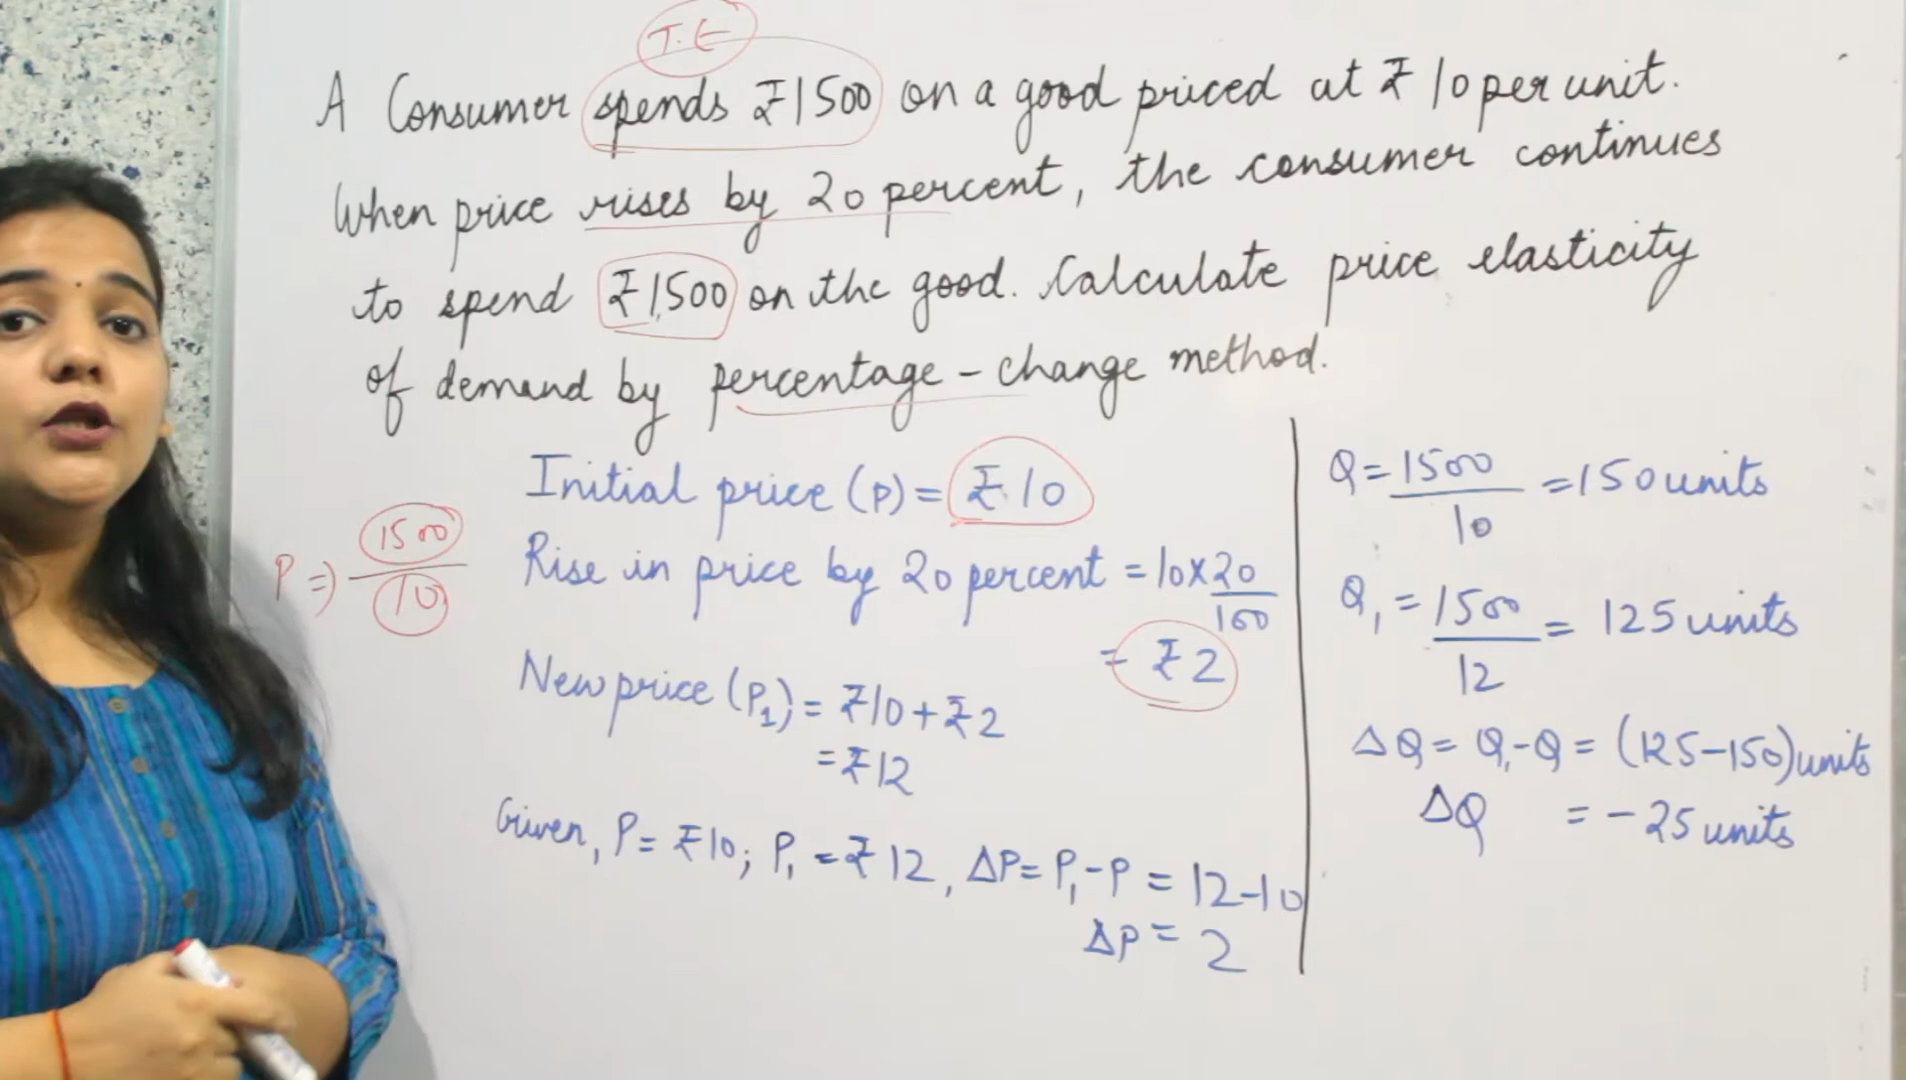 T.E
A Consumer spends ₹1500 on a good priced at ₹10 per unit.
When price rises by 20 percent, the consumer continues
to spend ₹1,500 on the good. Calculate price elasticity
of demand by percentage-change method.
Initial price (P) = ₹10
P ⇒ 1500/10
Rise in price by 20 percent = 10×20/100
= ₹2
New price (P₁) = ₹10 + ₹2
= ₹12
Given, P = ₹10; P₁ = ₹12, ΔP = P₁-P = 12-10
ΔP = 2
Q = 1500/10 = 150 units
Q₁ = 1500/12 = 125 units
ΔQ = Q₁-Q = (125-150) units
ΔQ = -25 units